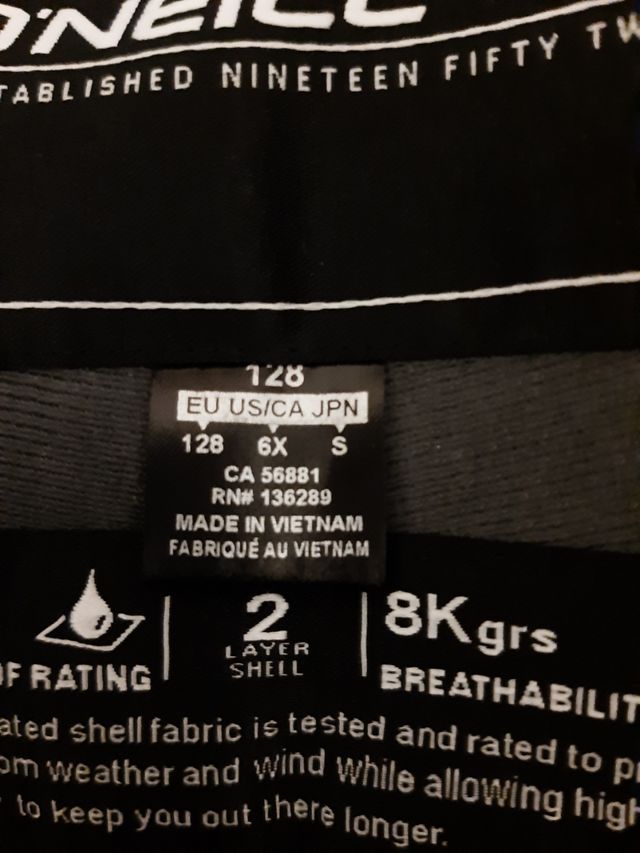 O'NEILL
TABLISHED NINETEEN FIFTY TW
128
EU US/CA JPN
128 6X S
CA 56881
RN# 136289
MADE IN VIETNAM
FABRIQUÉ AU VIETNAM
2
LAYER
SHELL
8Kgrs
OF RATING
BREATHABILIT
ated shell fabric is tested and rated to p
om weather and wind while allowing high
to keep you out there longer.